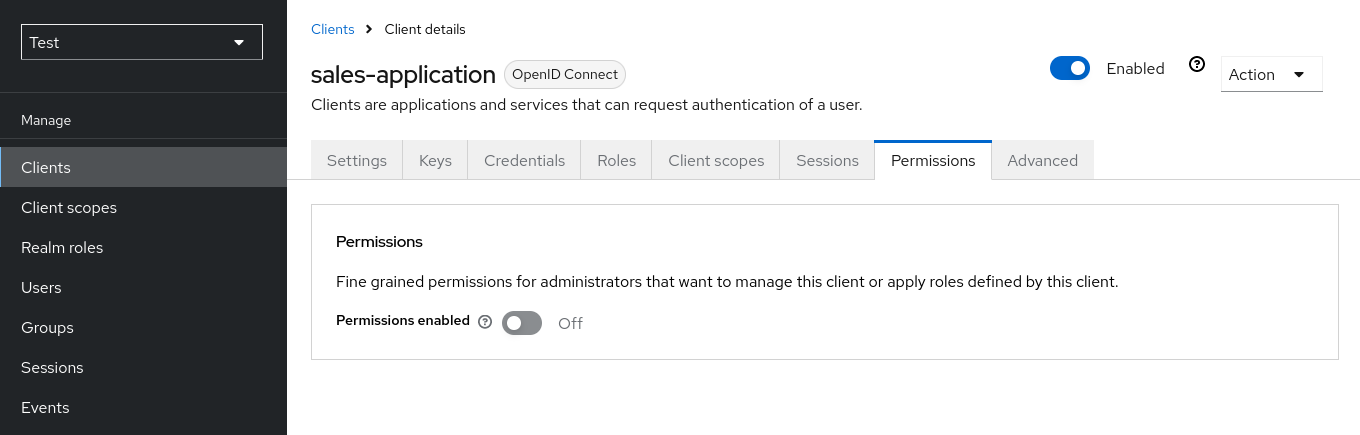 Test
Manage
Clients
Client scopes
Realm roles
Users
Groups
Sessions
Events
Clients > Client details
sales-application OpenID Connect
Enabled ? Action
Clients are applications and services that can request authentication of a user.
Settings Keys Credentials Roles Client scopes Sessions Permissions Advanced
Permissions
Fine grained permissions for administrators that want to manage this client or apply roles defined by this client.
Permissions enabled ? Off